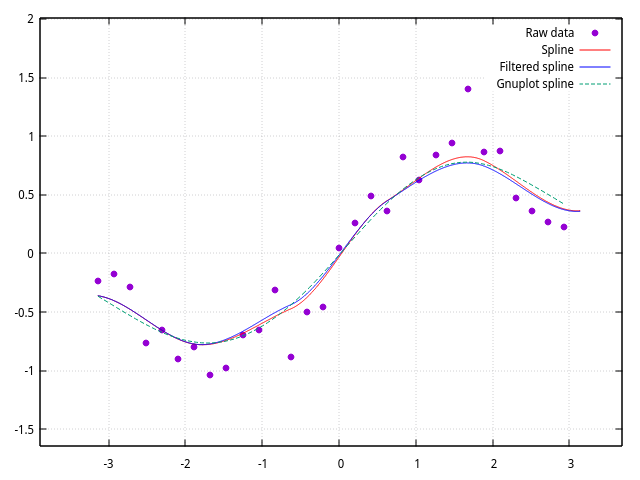 2
1.5
1
0.5
0
-0.5
-1
-1.5
-3 -2 -1 0 1 2 3
Raw data
Spline
Filtered spline
Gnuplot spline